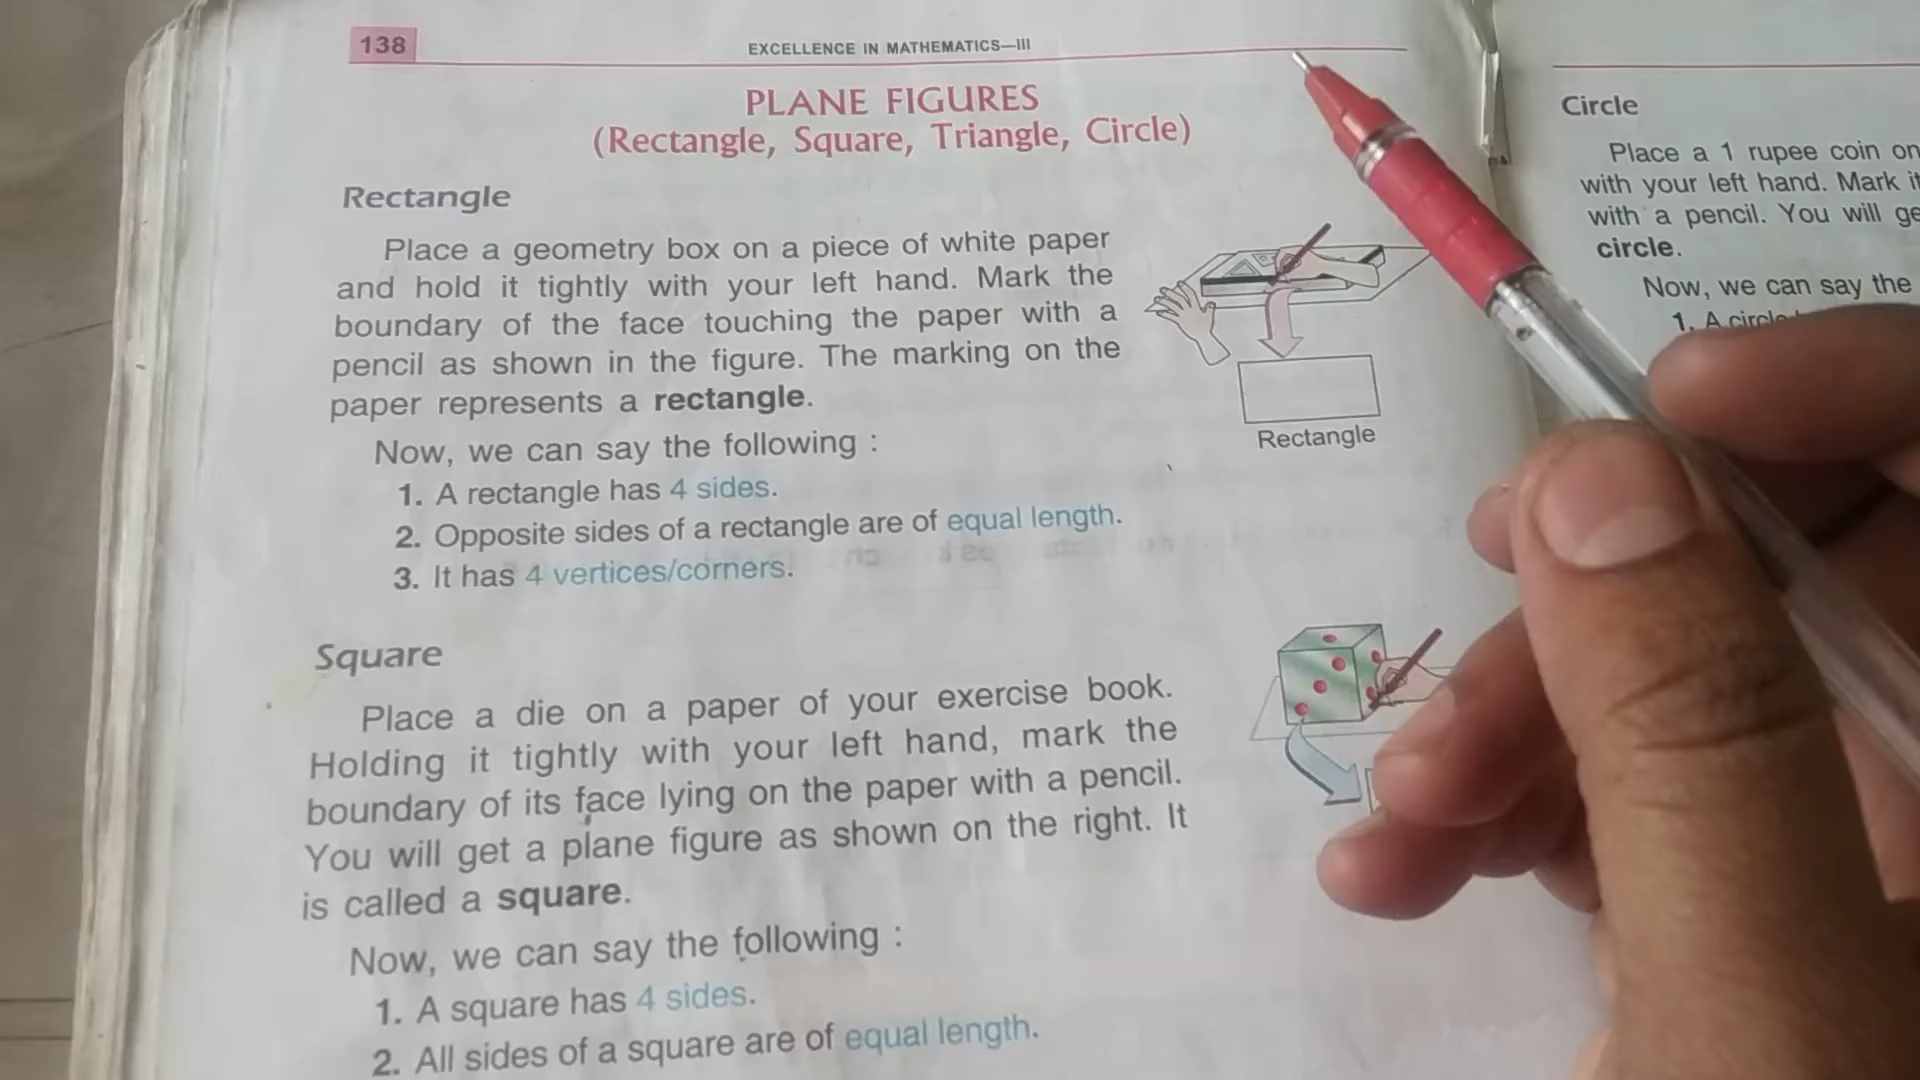 138
EXCELLENCE IN MATHEMATICS—III
PLANE FIGURES
(Rectangle, Square, Triangle, Circle)
Rectangle
Place a geometry box on a piece of white paper
and hold it tightly with your left hand. Mark the
boundary of the face touching the paper with a
pencil as shown in the figure. The marking on the
paper represents a rectangle.
Now, we can say the following :
1. A rectangle has 4 sides.
2. Opposite sides of a rectangle are of equal length.
3. It has 4 vertices/corners.
Rectangle
Square
Place a die on a paper of your exercise book.
Holding it tightly with your left hand, mark the
boundary of its face lying on the paper with a pencil.
You will get a plane figure as shown on the right. It
is called a square.
Now, we can say the following :
1. A square has 4 sides.
2. All sides of a square are of equal length.
Circle
Place a 1 rupee coin on
with your left hand. Mark
with a pencil. You will
circle.
Now, we can say the
1. A circle